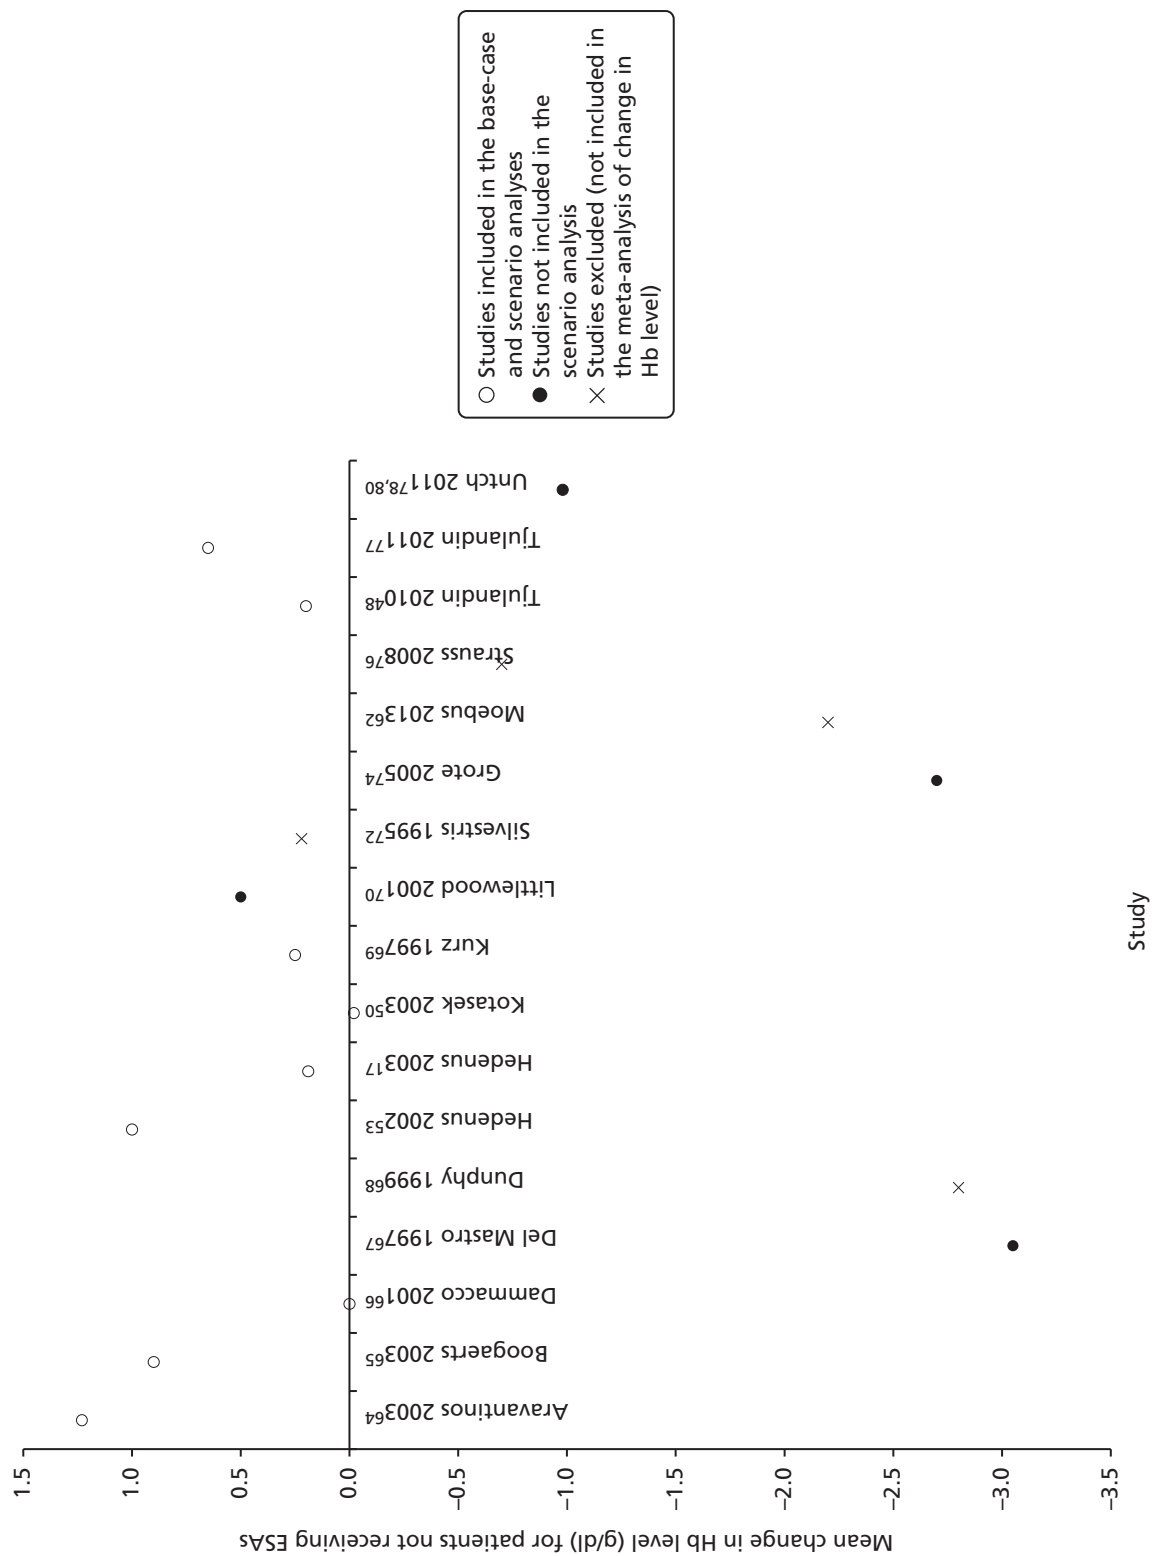 Mean change in Hb level (g/dl) for patients not receiving ESAs
1.5
1.0
0.5
0.0
−0.5
−1.0
−1.5
−2.0
−2.5
−3.0
−3.5
Aravantinos 2003⁶⁴
Boogaerts 2003⁶⁵
Dammacco 2001⁶⁶
Del Mastro 1997⁶⁷
Dunphy 1999⁶⁸
Hedenus 2002⁵³
Hedenus 2003¹⁷
Kotasek 2003⁵⁰
Kurz 1997⁶⁹
Littlewood 2001⁷⁰
Silvestris 1995⁷²
Grote 2005⁷⁴
Moebus 2013⁶²
Strauss 2008⁷⁶
Tjulandin 2010⁴⁸
Tjulandin 2011⁷⁷
Untch 2011⁷⁸,⁸⁰
Study
Studies included in the base-case
and scenario analyses
Studies not included in the
scenario analysis
Studies excluded (not included in
the meta-analysis of change in
Hb level)